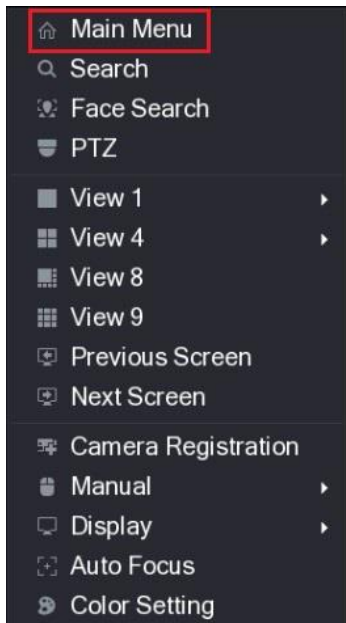 Main Menu
Search
Face Search
PTZ
View 1
View 4
View 8
View 9
Previous Screen
Next Screen
Camera Registration
Manual
Display
Auto Focus
Color Setting